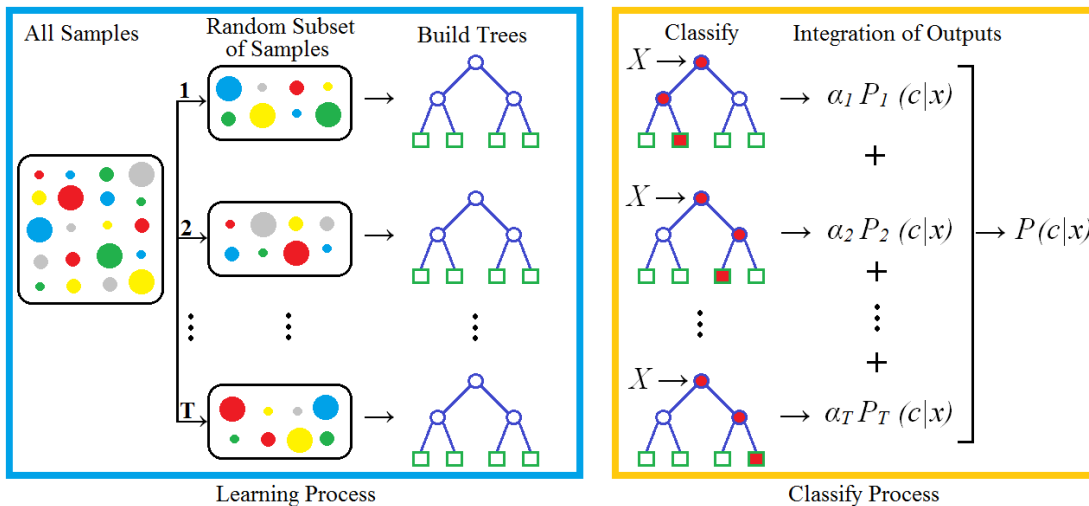 All Samples
Random Subset
of Samples
Build Trees
1
2
T
Learning Process
Classify
Integration of Outputs
X → → α1 P1 (c|x)
+
X → → α2 P2 (c|x) → P(c|x)
+
+
X → → αT PT (c|x)
Classify Process